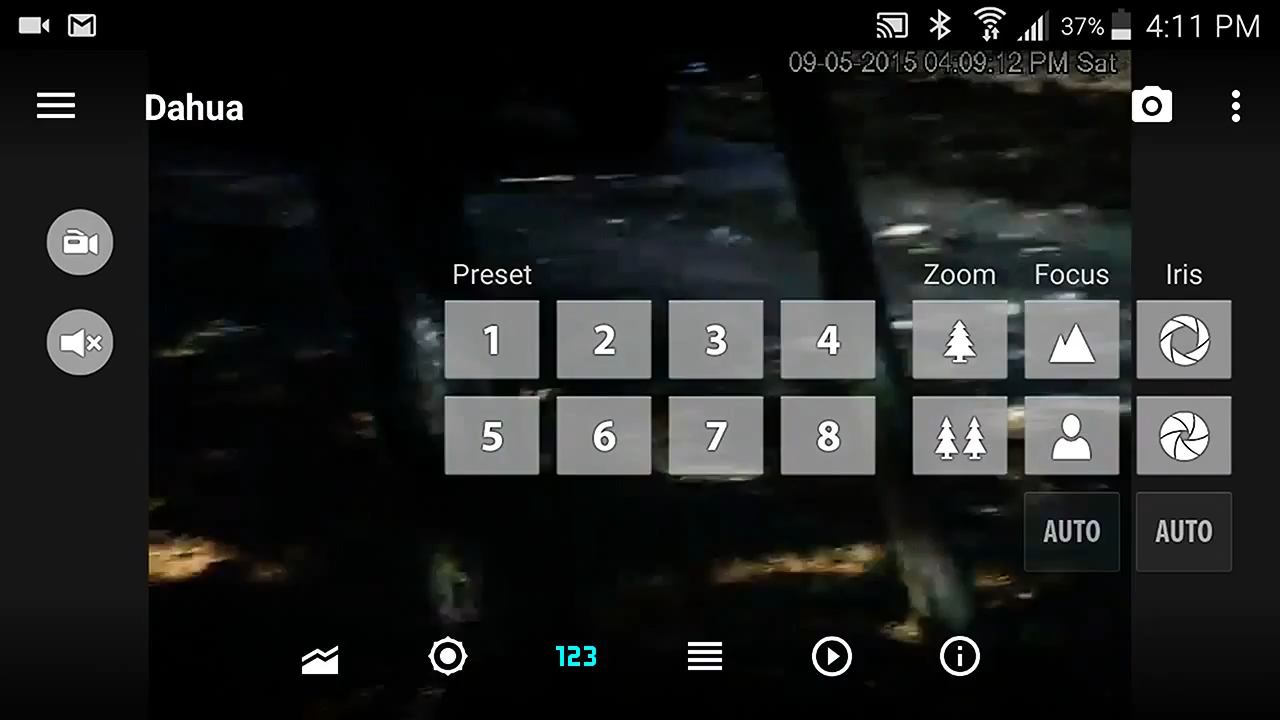 37% 4:11 PM
09-05-2015 04:09:12 PM Sat
Dahua
Preset Zoom Focus Iris
1 2 3 4
5 6 7 8
AUTO AUTO
123